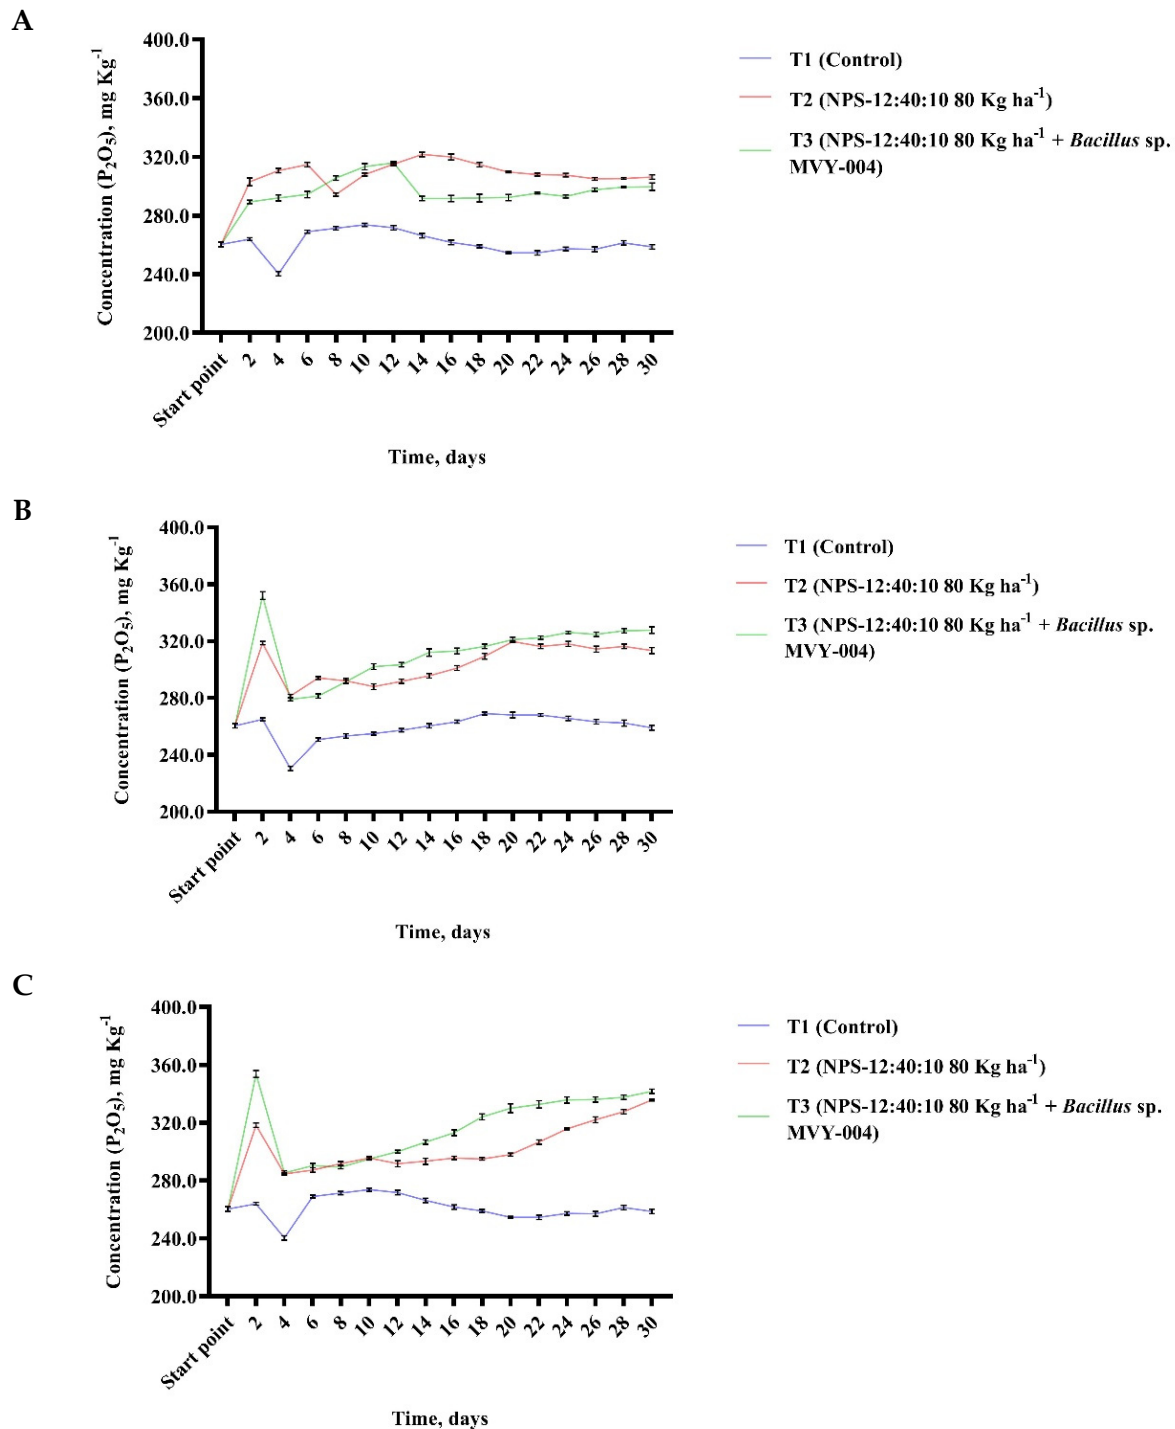 A
Concentration (P₂O₅), mg Kg⁻¹
400.0
360.0
320.0
280.0
240.0
200.0
Start point 2 4 6 8 10 12 14 16 18 20 22 24 26 28 30
Time, days
T1 (Control)
T2 (NPS-12:40:10 80 Kg ha⁻¹)
T3 (NPS-12:40:10 80 Kg ha⁻¹ + Bacillus sp.
MVY-004)
B
Concentration (P₂O₅), mg Kg⁻¹
400.0
360.0
320.0
280.0
240.0
200.0
Start point 2 4 6 8 10 12 14 16 18 20 22 24 26 28 30
Time, days
T1 (Control)
T2 (NPS-12:40:10 80 Kg ha⁻¹)
T3 (NPS-12:40:10 80 Kg ha⁻¹ + Bacillus sp.
MVY-004)
C
Concentration (P₂O₅), mg Kg⁻¹
400.0
360.0
320.0
280.0
240.0
200.0
Start point 2 4 6 8 10 12 14 16 18 20 22 24 26 28 30
Time, days
T1 (Control)
T2 (NPS-12:40:10 80 Kg ha⁻¹)
T3 (NPS-12:40:10 80 Kg ha⁻¹ + Bacillus sp.
MVY-004)